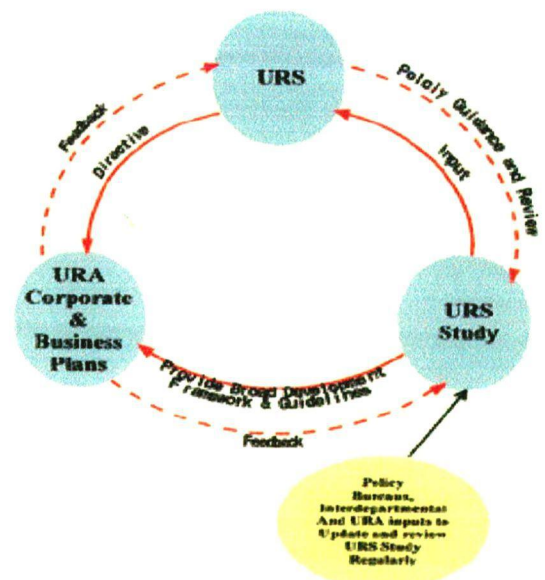 URS
Feedback
Directive
Input
Polciy Guidance and Review
URA
Corporate
&
Business
Plans
URS
Study
Provide Broad Development
Framework & Guidelines
Feedback
Policy
Bureaus,
Interdepartmental
And URA inputs to
Update and review
URS Study
Regularly